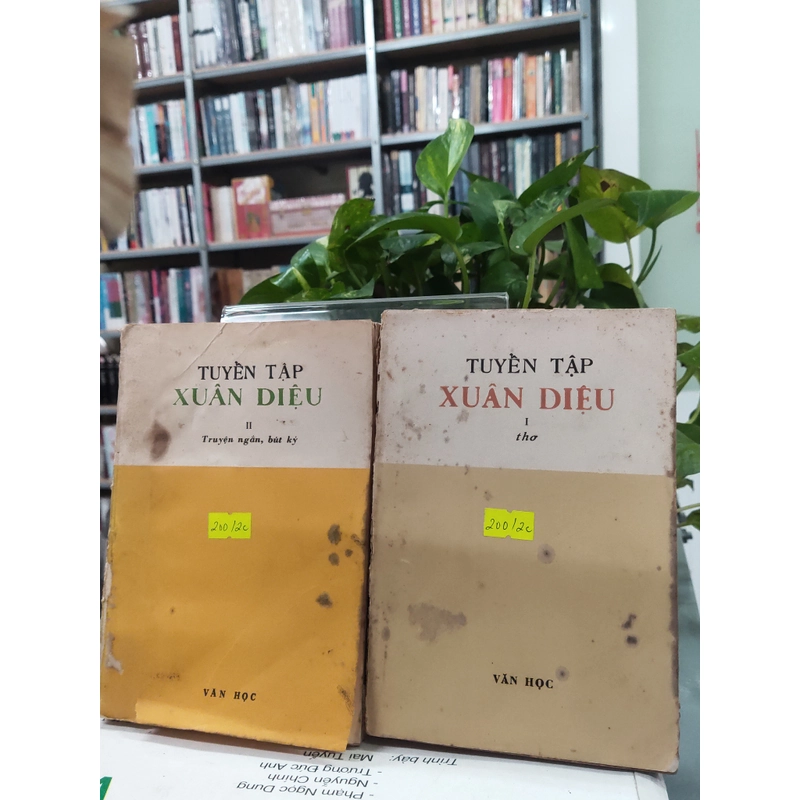 TUYỂN TẬP
XUÂN DIỆU
II
Truyện ngắn, bút ký
200/2c
VĂN HỌC
TUYỂN TẬP
XUÂN DIỆU
I
thơ
200/2c
VĂN HỌC
Trình bày:
Mai Tuyển
- Trương Đức Anh
- Nguyễn Chinh
- Phạm Ngọc Dung